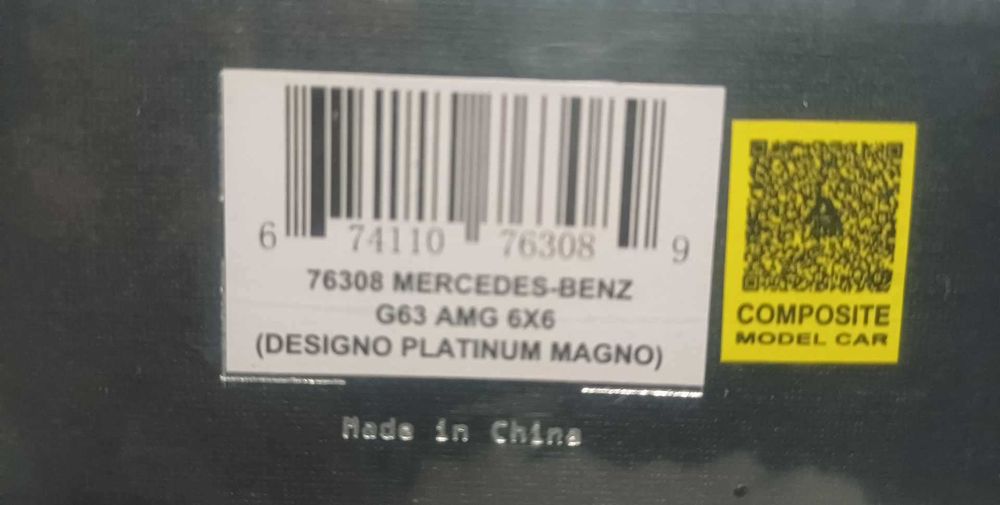 6 74110 76308 9
76308 MERCEDES-BENZ
G63 AMG 6X6
(DESIGNO PLATINUM MAGNO)
COMPOSITE
MODEL CAR
Made in China